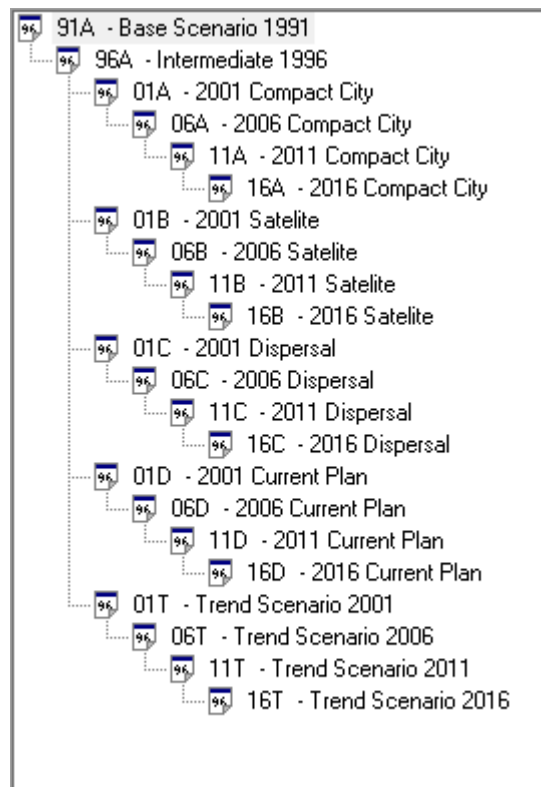 91A - Base Scenario 1991
96A - Intermediate 1996
01A - 2001 Compact City
06A - 2006 Compact City
11A - 2011 Compact City
16A - 2016 Compact City
01B - 2001 Satelite
06B - 2006 Satelite
11B - 2011 Satelite
16B - 2016 Satelite
01C - 2001 Dispersal
06C - 2006 Dispersal
11C - 2011 Dispersal
16C - 2016 Dispersal
01D - 2001 Current Plan
06D - 2006 Current Plan
11D - 2011 Current Plan
16D - 2016 Current Plan
01T - Trend Scenario 2001
06T - Trend Scenario 2006
11T - Trend Scenario 2011
16T - Trend Scenario 2016